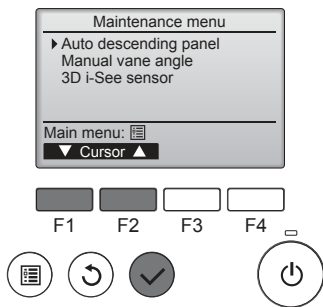 Maintenance menu
Auto descending panel
Manual vane angle
3D i-See sensor
Main menu:
▼ Cursor ▲
F1 F2 F3 F4